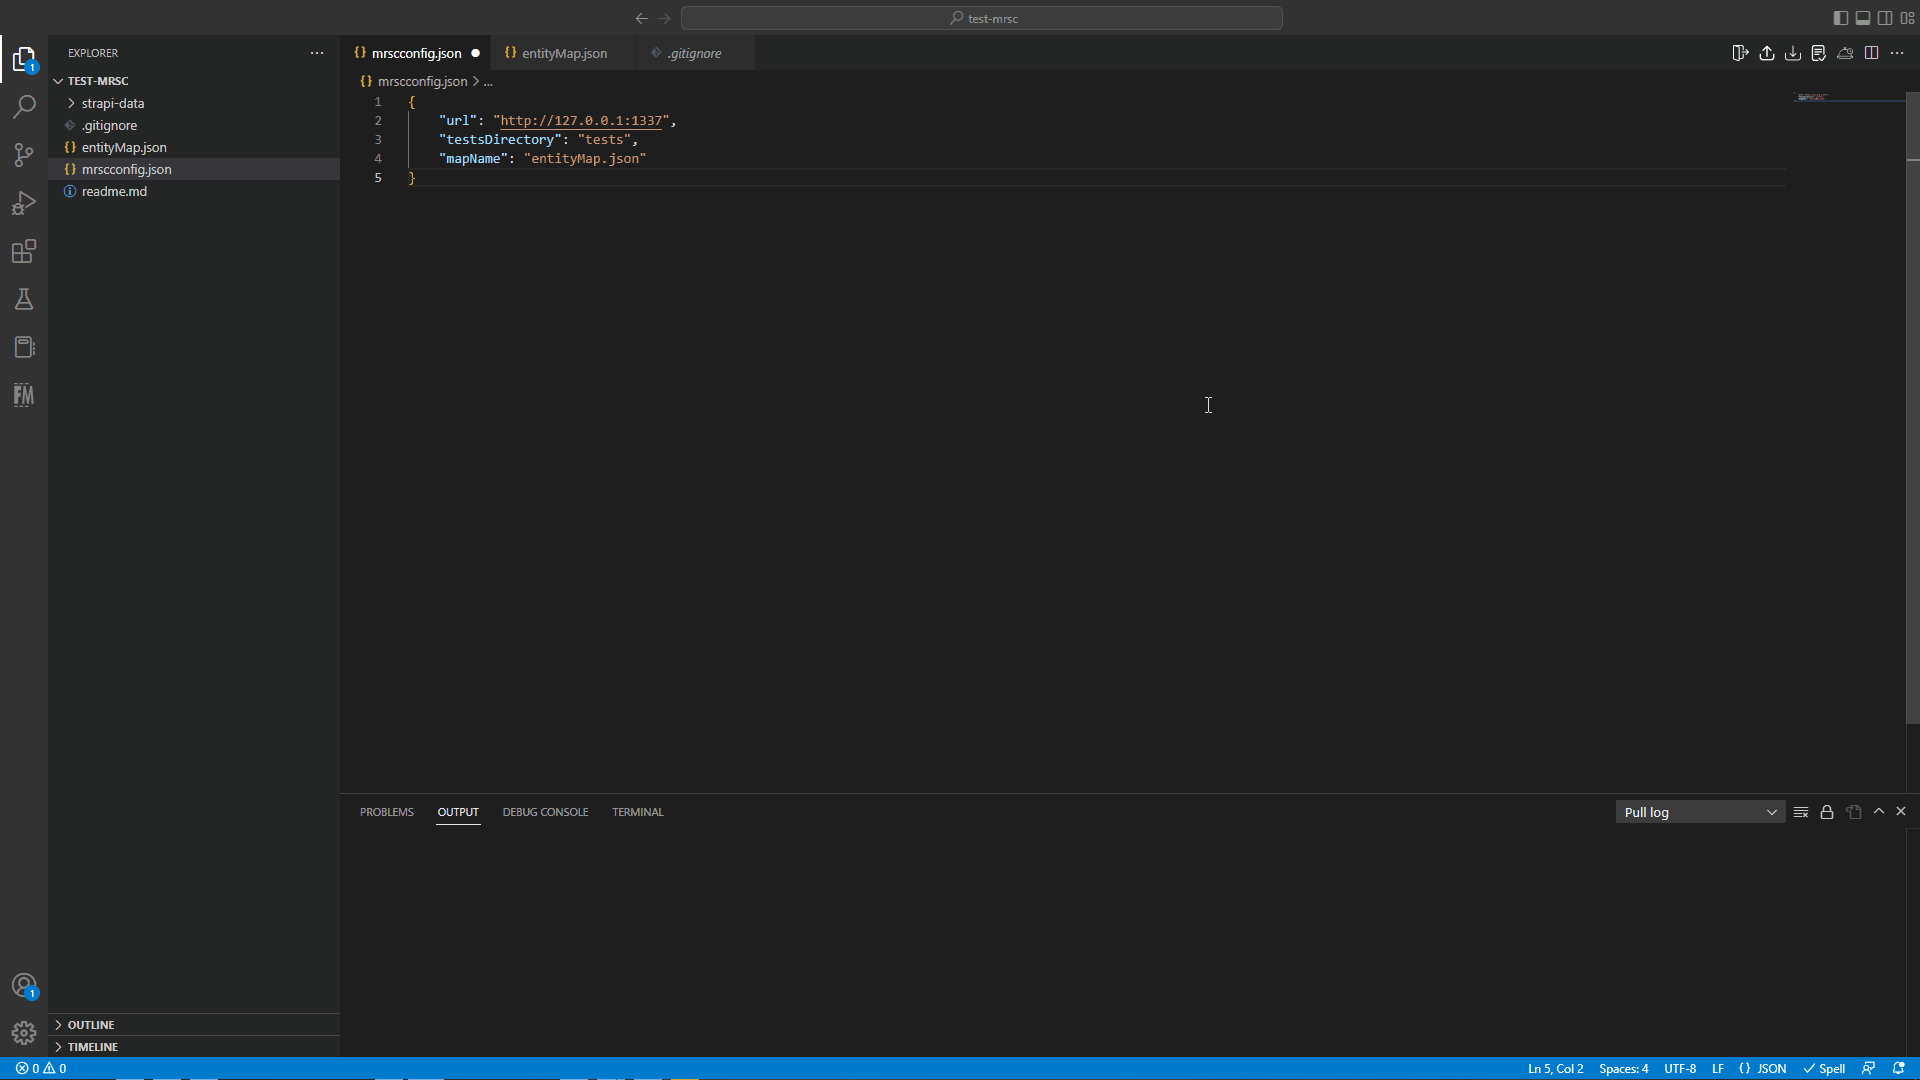 test-mrsc
EXPLORER
TEST-MRSC
strapi-data
.gitignore
entityMap.json
mrscconfig.json
readme.md
OUTLINE
TIMELINE
FM
1
1
mrscconfig.json
entityMap.json
.gitignore
mrscconfig.json > ...
1 {
2 "url": "http://127.0.0.1:1337",
3 "testsDirectory": "tests",
4 "mapName": "entityMap.json"
5 }
PROBLEMS OUTPUT DEBUG CONSOLE TERMINAL
Pull log
0 0
Ln 5, Col 2 Spaces: 4 UTF-8 LF {} JSON Spell